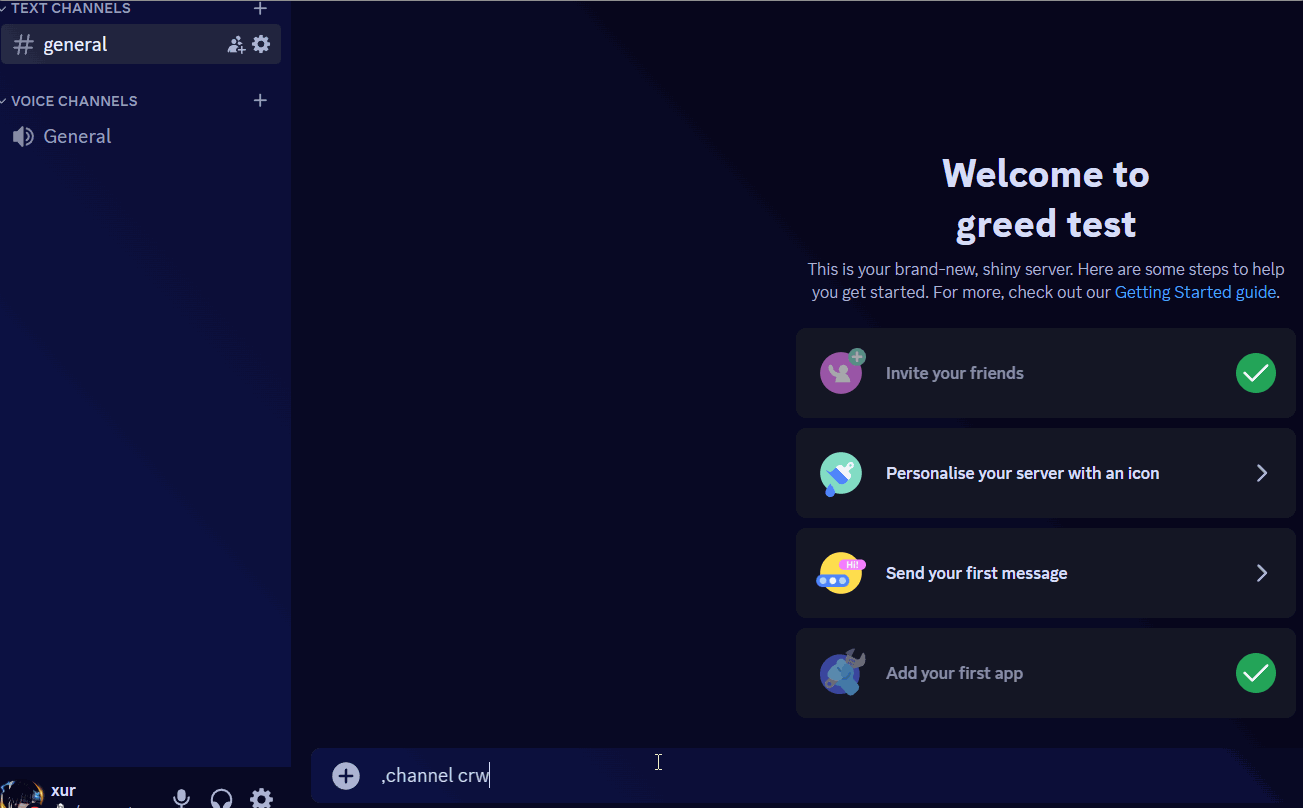 TEXT CHANNELS
general
VOICE CHANNELS
General
Welcome to
greed test
This is your brand-new, shiny server. Here are some steps to help
you get started. For more, check out our Getting Started guide.
Invite your friends
Personalise your server with an icon
Hi!
Send your first message
Add your first app
,channel crw
xur